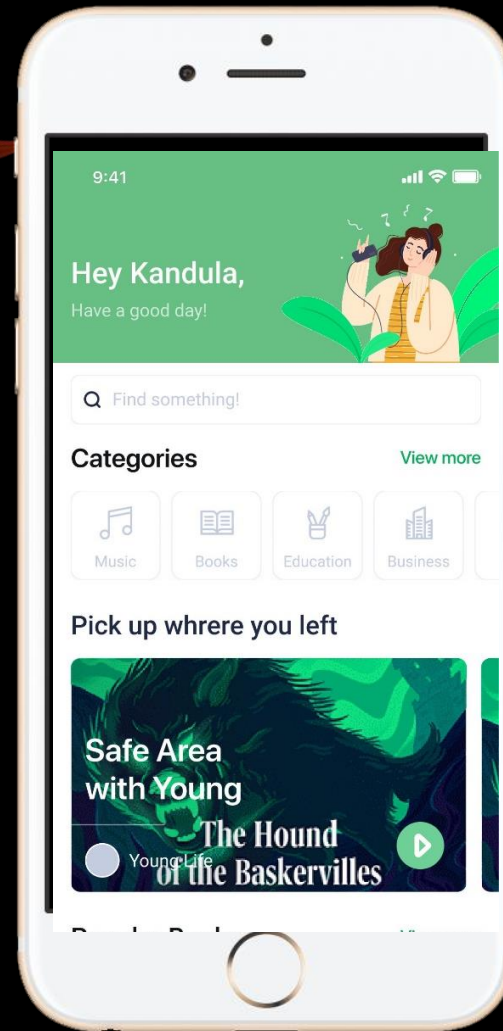 9:41
Hey Kandula,
Have a good day!
Find something!
Categories
View more
Music
Books
Education
Business
Pick up whrere you left
Safe Area
with Young
The Hound
Young Life
of the Baskervilles